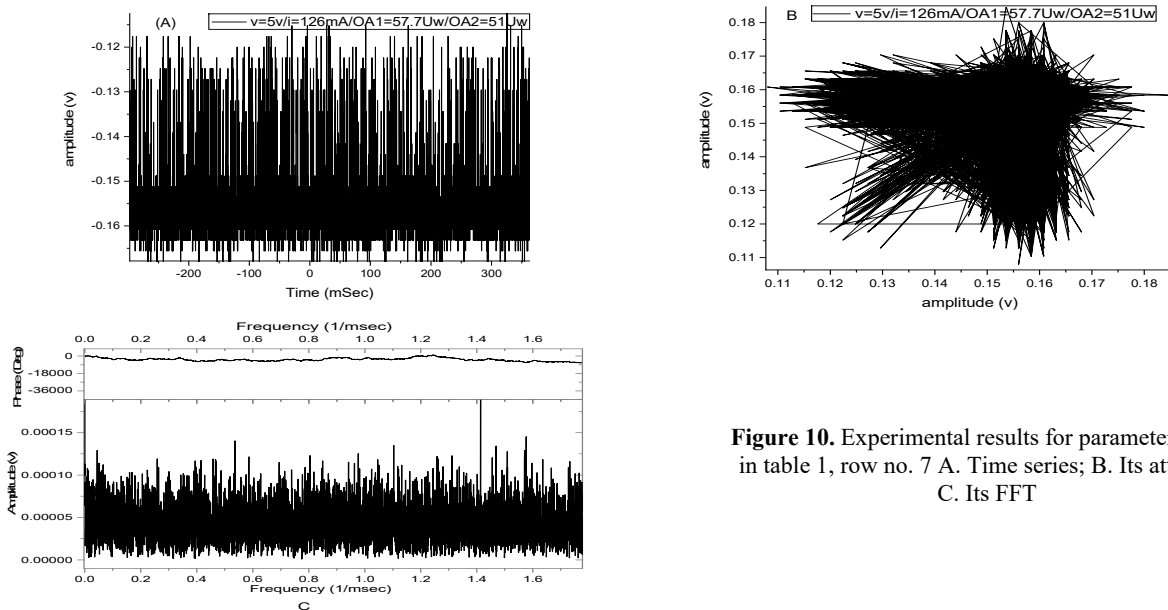 (A)
v=5v/i=126mA/OA1=57.7Uw/OA2=51Uw
-0.12
-0.13
-0.14
-0.15
-0.16
amplitude (v)
-200 -100 0 100 200 300
Time (mSec)
B
v=5v/i=126mA/OA1=57.7Uw/OA2=51Uw
0.18
0.17
0.16
0.15
0.14
0.13
0.12
0.11
amplitude (v)
0.11 0.12 0.13 0.14 0.15 0.16 0.17 0.18
amplitude (v)
Frequency (1/msec)
0.0 0.2 0.4 0.6 0.8 1.0 1.2 1.4 1.6
0
-18000
-36000
Phase (Deg)
0.00015
0.00010
0.00005
0.00000
Amplitude(v)
0.0 0.2 0.4 0.6 0.8 1.0 1.2 1.4 1.6
Frequency (1/msec)
C
Figure 10. Experimental results for parameter
in table 1, row no. 7 A. Time series; B. Its att
C. Its FFT